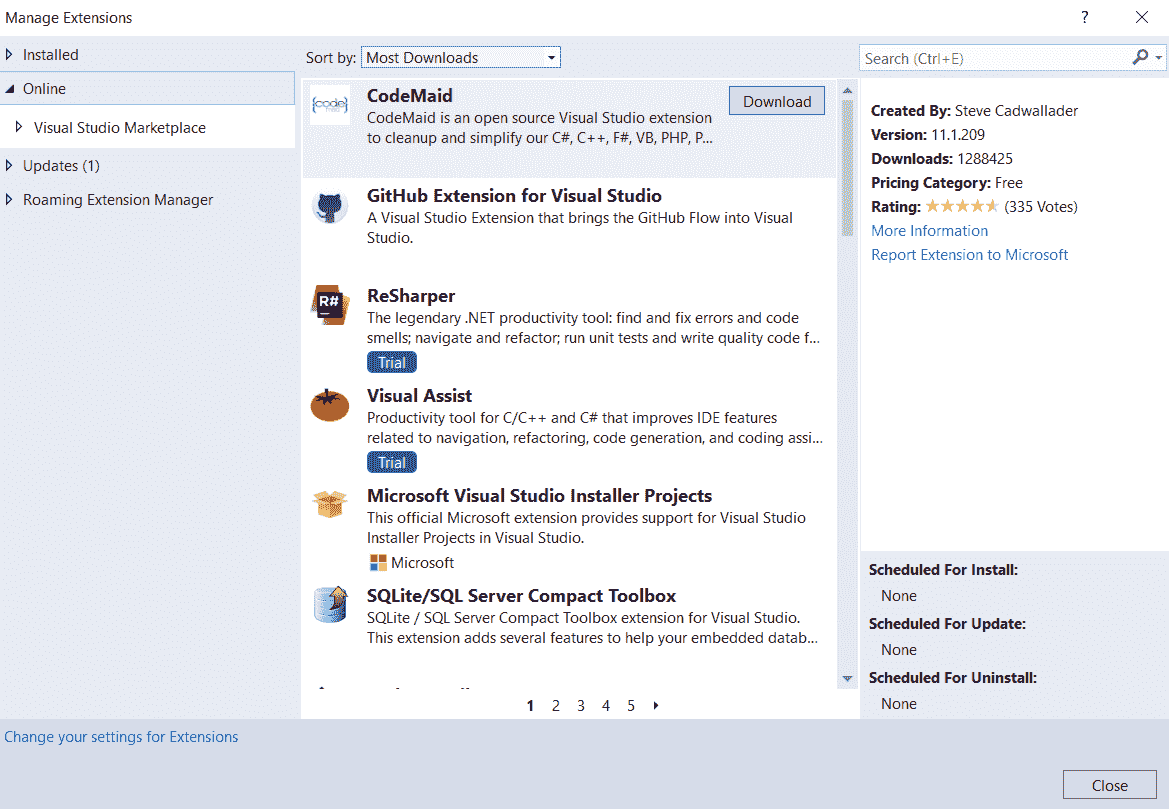 Manage Extensions
?
Installed
Online
Visual Studio Marketplace
Updates (1)
Roaming Extension Manager
Sort by: Most Downloads
CodeMaid
Download
CodeMaid is an open source Visual Studio extension
to cleanup and simplify our C#, C++, F#, VB, PHP, P...
GitHub Extension for Visual Studio
A Visual Studio Extension that brings the GitHub Flow into Visual
Studio.
R#
ReSharper
The legendary .NET productivity tool: find and fix errors and code
smells; navigate and refactor; run unit tests and write quality code f...
Trial
Visual Assist
Productivity tool for C/C++ and C# that improves IDE features
related to navigation, refactoring, code generation, and coding assi...
Trial
Microsoft Visual Studio Installer Projects
This official Microsoft extension provides support for Visual Studio
Installer Projects in Visual Studio.
Microsoft
SQLite/SQL Server Compact Toolbox
SQLite / SQL Server Compact Toolbox extension for Visual Studio.
This extension adds several features to help your embedded datab...
1 2 3 4 5
Search (Ctrl+E)
Created By: Steve Cadwallader
Version: 11.1.209
Downloads: 1288425
Pricing Category: Free
Rating: (335 Votes)
More Information
Report Extension to Microsoft
Scheduled For Install:
None
Scheduled For Update:
None
Scheduled For Uninstall:
None
Change your settings for Extensions
Close